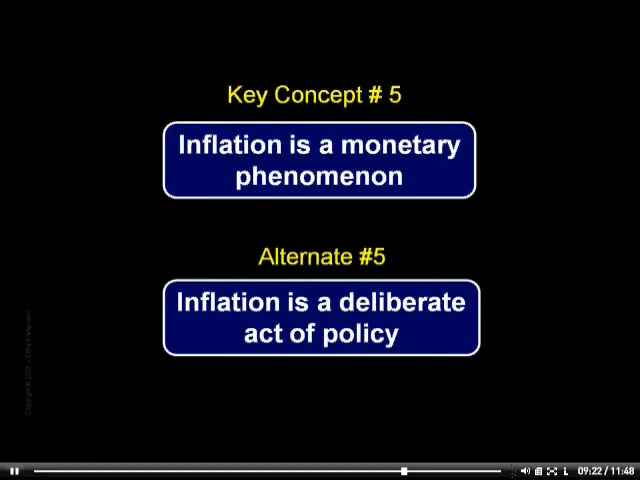 Key Concept # 5
Inflation is a monetary
phenomenon
Alternate #5
Inflation is a deliberate
act of policy
09:22 / 11:48